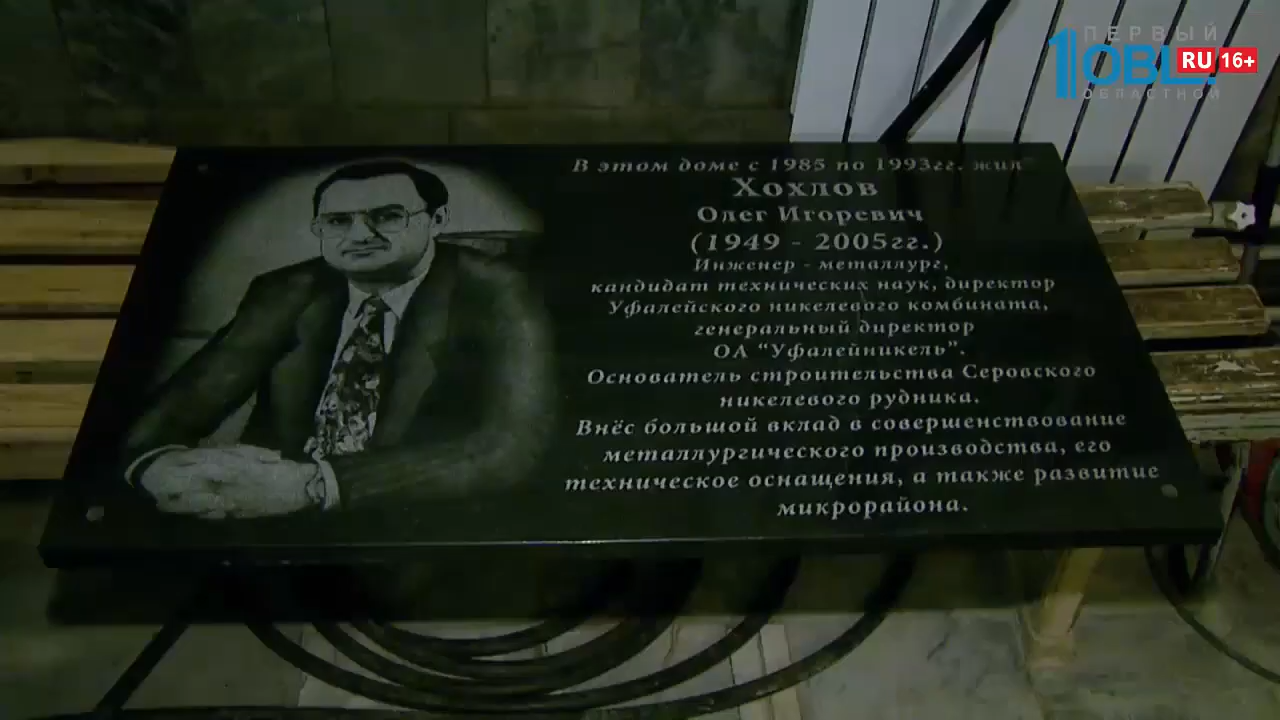 ПЕРВЫЙ
1OBL.
RU 16+
ОБЛАСТНОЙ
В этом доме с 1985 по 1993гг. жил
Хохлов
Олег Игоревич
(1949 - 2005гг.)
Инженер - металлург,
кандидат технических наук, директор
Уфалейского никелевого комбината,
генеральный директор
ОА “Уфалейникель”.
Основатель строительства Серовского
никелевого рудника.
Внёс большой вклад в совершенствование
металлургического производства, его
техническое оснащения, а также развитие
микрорайона.